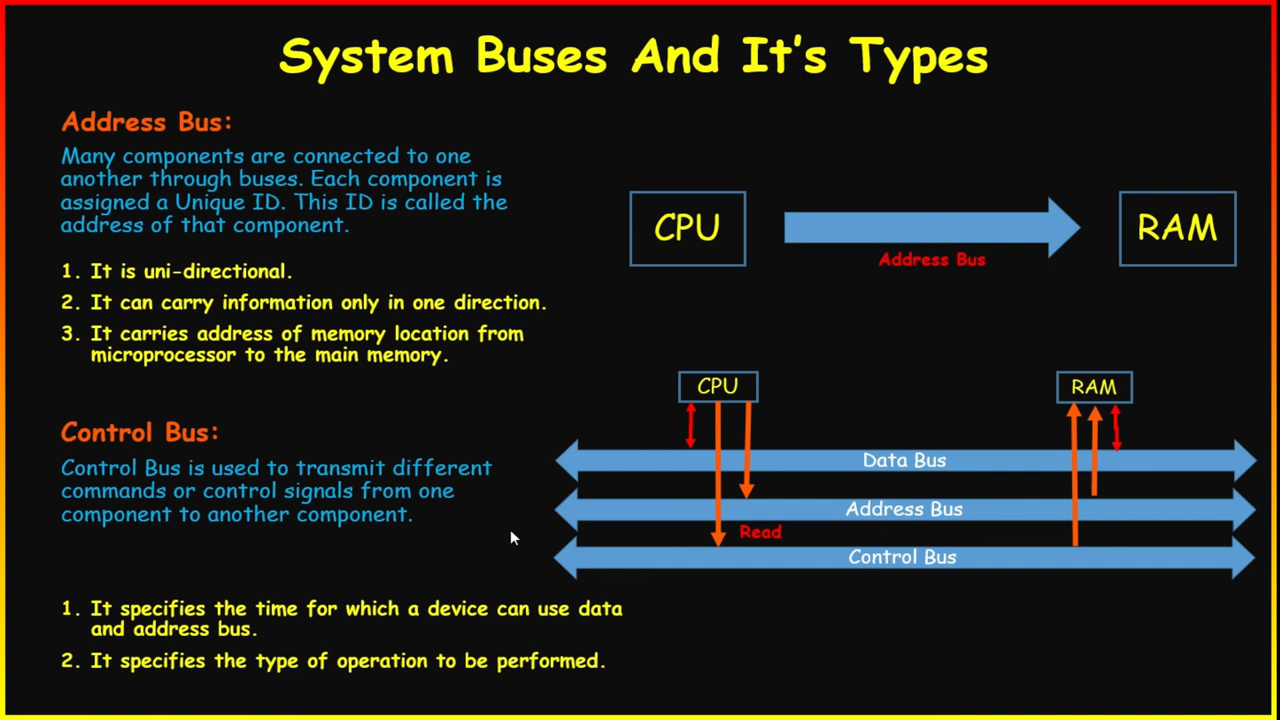 System Buses And It's Types
Address Bus:
Many components are connected to one
another through buses. Each component is
assigned a Unique ID. This ID is called the
address of that component.
1. It is uni-directional.
2. It can carry information only in one direction.
3. It carries address of memory location from
microprocessor to the main memory.
Control Bus:
Control Bus is used to transmit different
commands or control signals from one
component to another component.
1. It specifies the time for which a device can use data
and address bus.
2. It specifies the type of operation to be performed.
CPU
RAM
Address Bus
CPU
RAM
Data Bus
Address Bus
Read
Control Bus